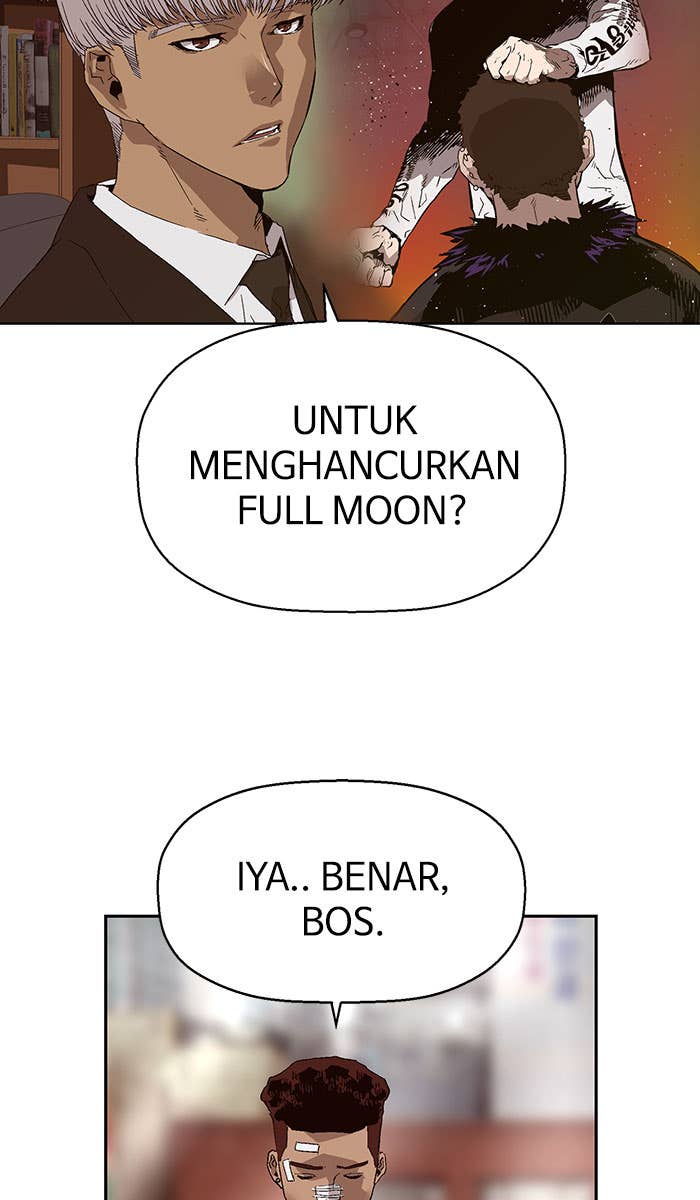 UNTUK
MENGHANCURKAN
FULL MOON?
IYA.. BENAR,
BOS.